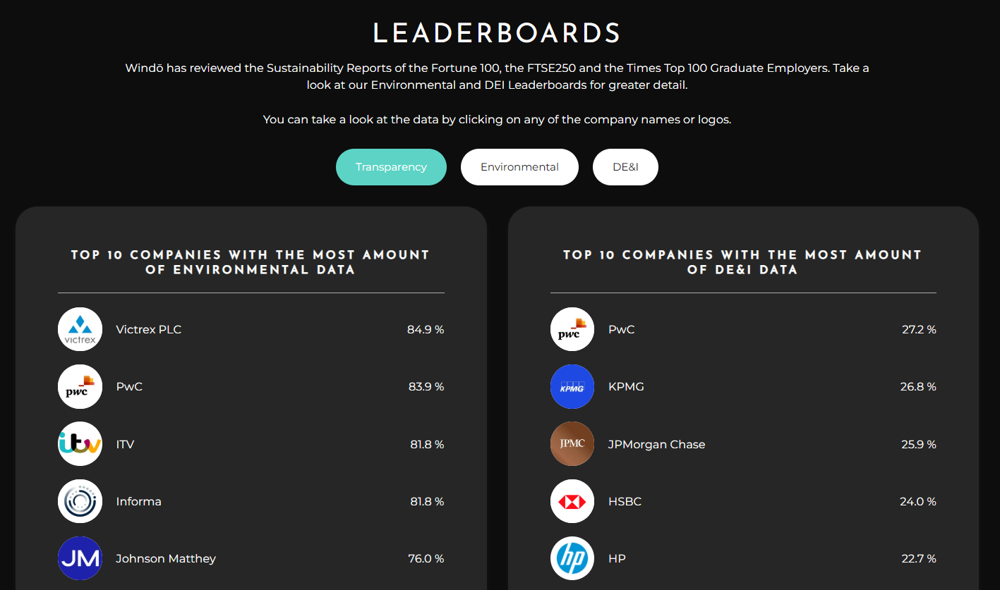 LEADERBOARDS
Windō has reviewed the Sustainability Reports of the Fortune 100, the FTSE250 and the Times Top 100 Graduate Employers. Take a
look at our Environmental and DEI Leaderboards for greater detail.
You can take a look at the data by clicking on any of the company names or logos.
Transparency Environmental DE&I
TOP 10 COMPANIES WITH THE MOST AMOUNT
OF ENVIRONMENTAL DATA
victrex Victrex PLC 84.9 %
pwc PwC 83.9 %
itv ITV 81.8 %
Informa 81.8 %
JM Johnson Matthey 76.0 %
TOP 10 COMPANIES WITH THE MOST AMOUNT
OF DE&I DATA
pwc PwC 27.2 %
KPMG KPMG 26.8 %
JPMC JPMorgan Chase 25.9 %
HSBC 24.0 %
hp HP 22.7 %